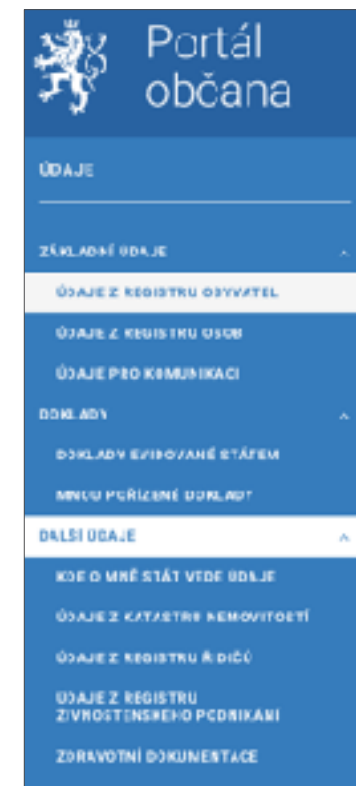 Portál
občana
ÚDAJE
ZÁKLADNÍ ÚDAJE
ÚDAJE Z REGISTRU OBYVATEL
ÚDAJE Z REGISTRU OSOB
ÚDAJE PRO KOMUNIKACI
DOKLADY
DOKLADY EVIDOVANÉ STÁTEM
MNOU POŘÍZENÉ DOKLADY
DALŠÍ ÚDAJE
KDE O MNĚ STÁT VEDE ÚDAJE
ÚDAJE Z KATASTRU NEMOVITOSTÍ
ÚDAJE Z REGISTRU ŘIDIČŮ
ÚDAJE Z REGISTRU
ŽIVNOSTENSKÉHO PODNIKÁNÍ
ZDRAVOTNÍ DOKUMENTACE